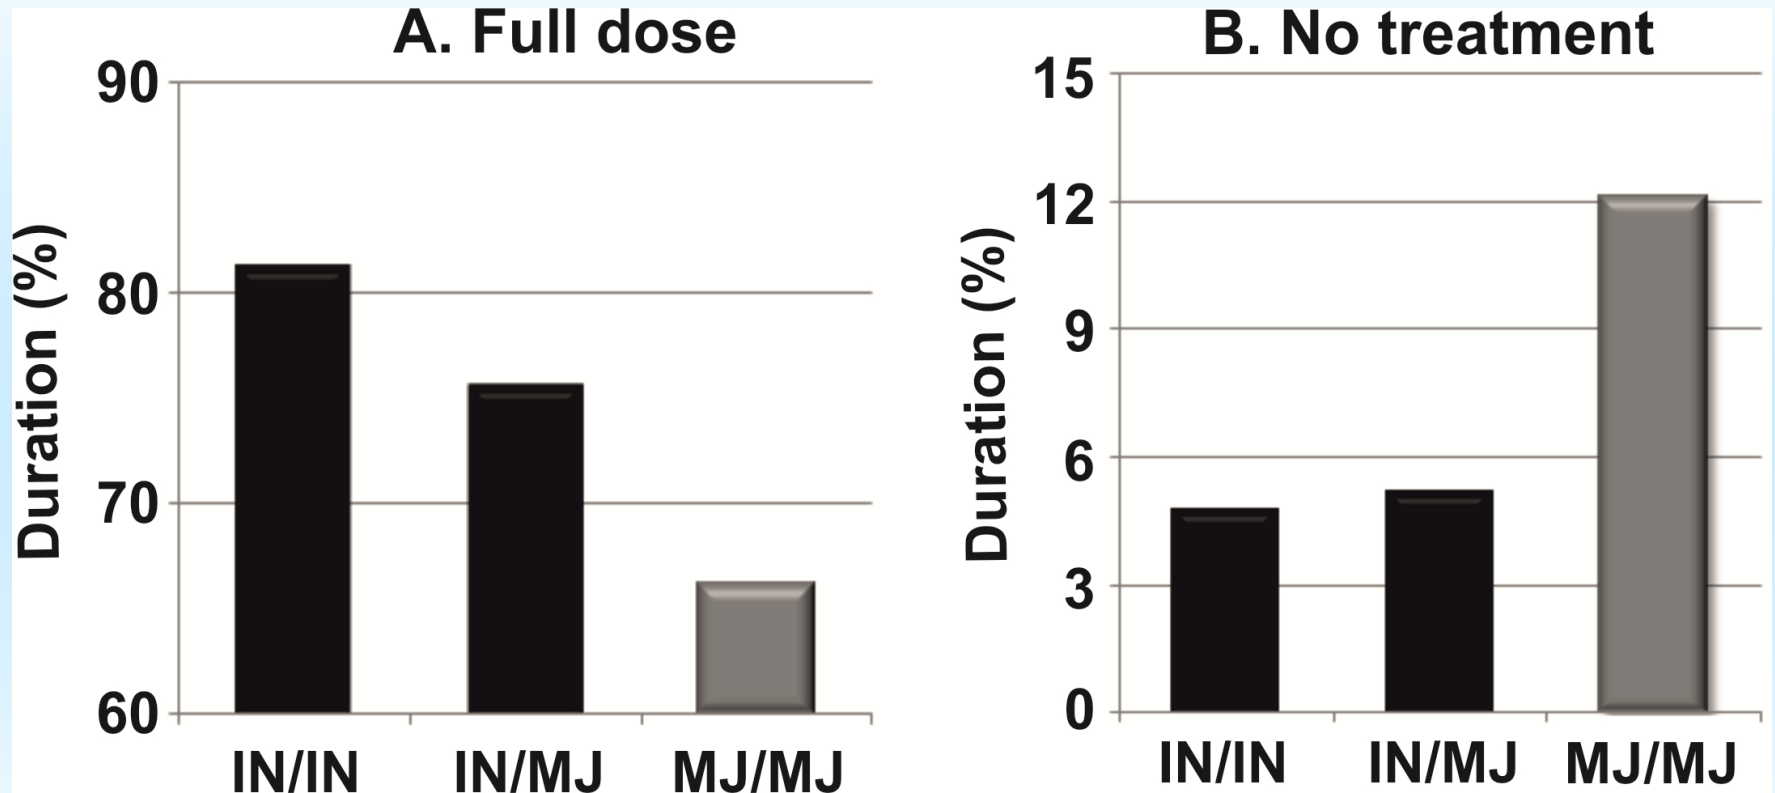 A. Full dose
90
80
70
60
Duration (%)
IN/IN IN/MJ MJ/MJ
B. No treatment
15
12
9
6
3
0
Duration (%)
IN/IN IN/MJ MJ/MJ